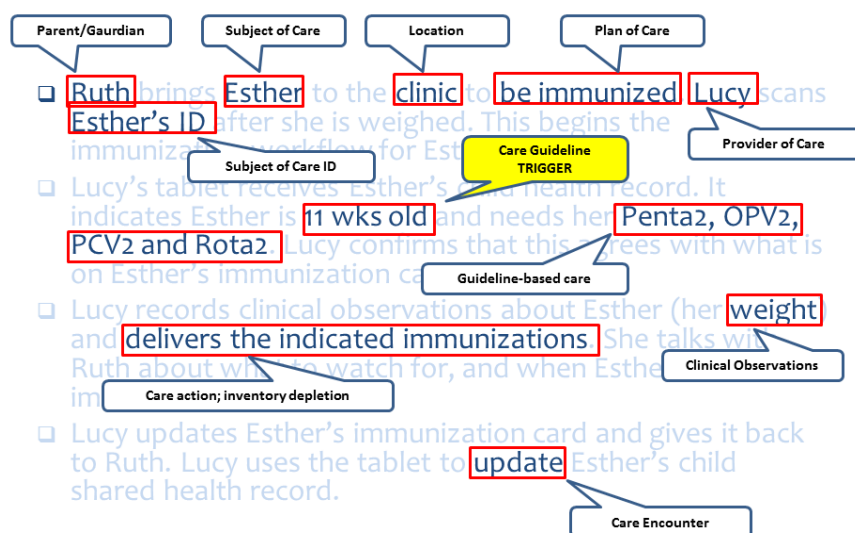 Parent/Gaurdian Subject of Care Location Plan of Care
Ruth brings Esther to the clinic to be immunized Lucy scans
Esther's ID after she is weighed. This begins the
Provider of Care
immunization workflow for Est
Subject of Care ID
Care Guideline
TRIGGER
Lucy's tablet receives Esther's child health record. It
indicates Esther is 11 wks old and needs her Penta2, OPV2,
PCV2 and Rota2. Lucy confirms that this agrees with what is
on Esther's immunization ca
Guideline-based care
Lucy records clinical observations about Esther (her weight)
and delivers the indicated immunizations. She talks wit
Ruth about wh to watch for, and when Esthe
Clinical Observations
im
Care action; inventory depletion
Lucy updates Esther's immunization card and gives it back
to Ruth. Lucy uses the tablet to update Esther's child
shared health record.
Care Encounter